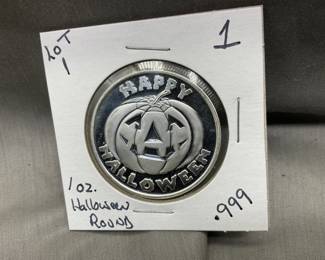 LOT
1
1
HAPPY
HALLOWEEN
1 oz.
Halloween
ROUND
.999